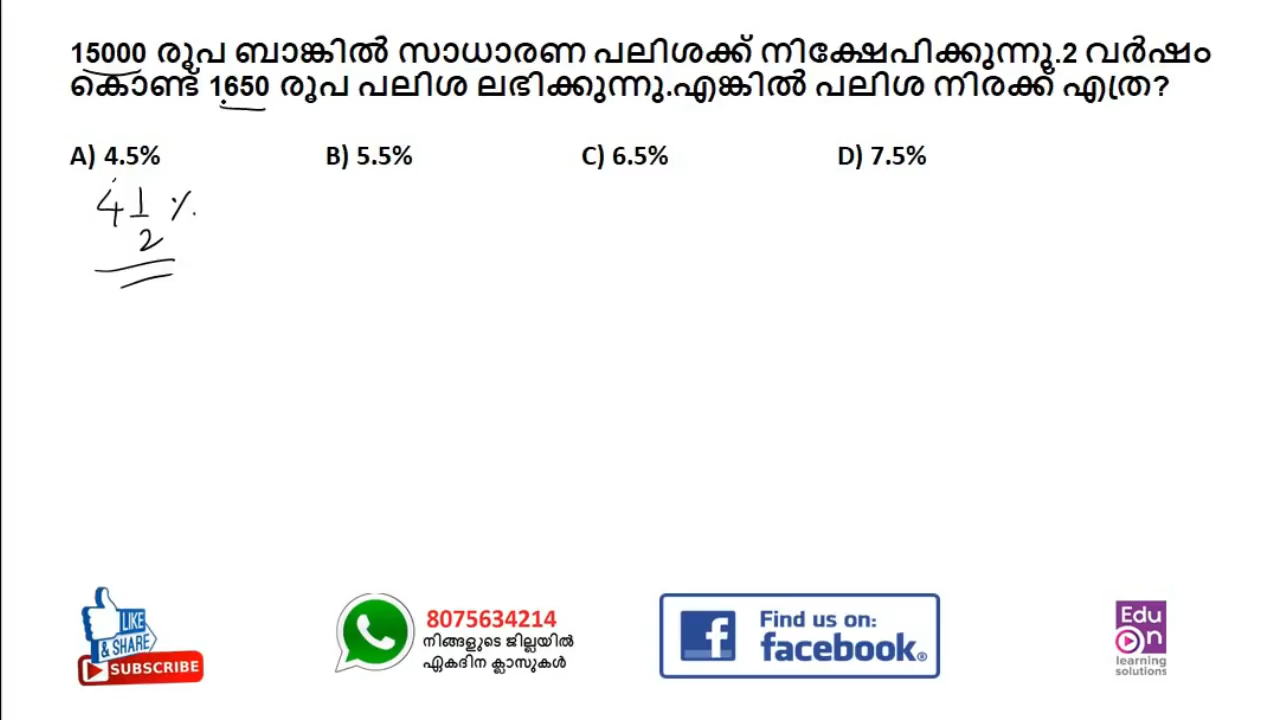 15000 രൂപ ബാങ്കിൽ സാധാരണ പലിശക്ക് നിക്ഷേപിക്കുന്നു.2 വർഷം
കൊണ്ട് 1650 രൂപ പലിശ ലഭിക്കുന്നു.എങ്കിൽ പലിശ നിരക്ക് എത്ര?
A) 4.5% B) 5.5% C) 6.5% D) 7.5%
4 1/2 %
LIKE
& SHARE
SUBSCRIBE
8075634214
നിങ്ങളുടെ ജില്ലയിൽ
ഏകദിന ക്ലാസുകൾ
Find us on:
facebook
Edu
On
learning
solutions